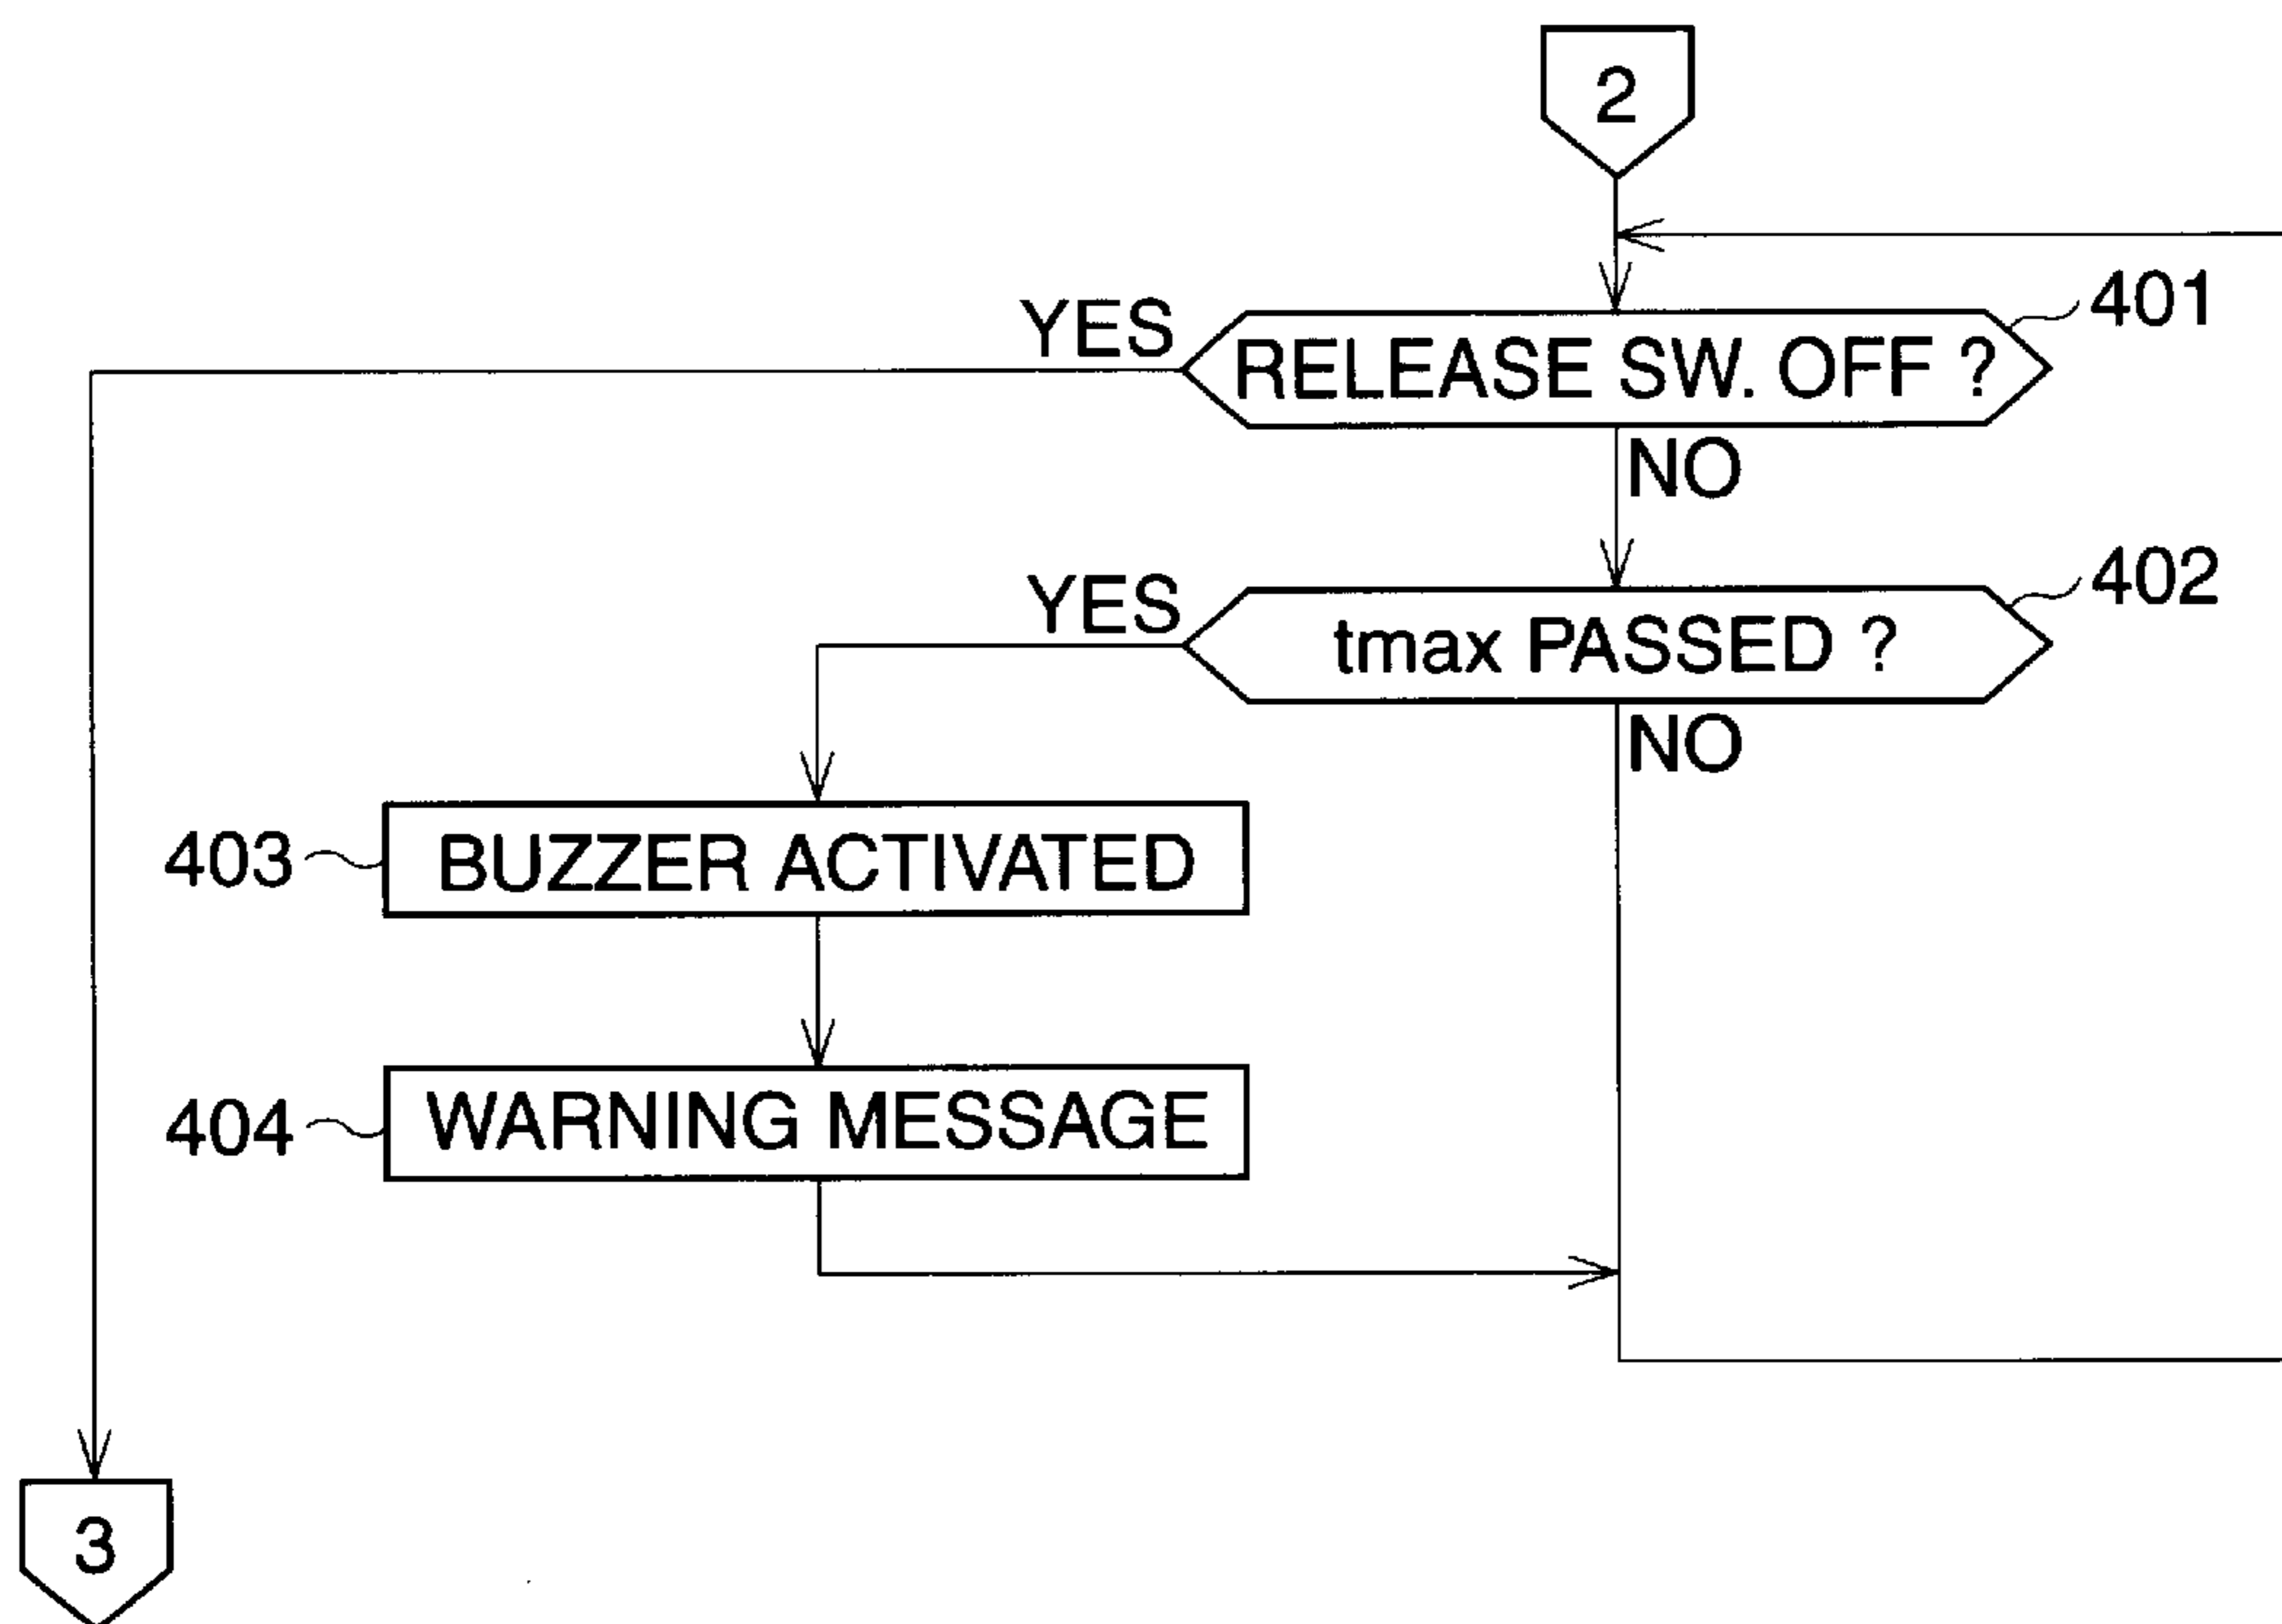 2
YES
401
RELEASE SW. OFF ?
NO
YES
402
tmax PASSED ?
NO
403
BUZZER ACTIVATED
404
WARNING MESSAGE
3